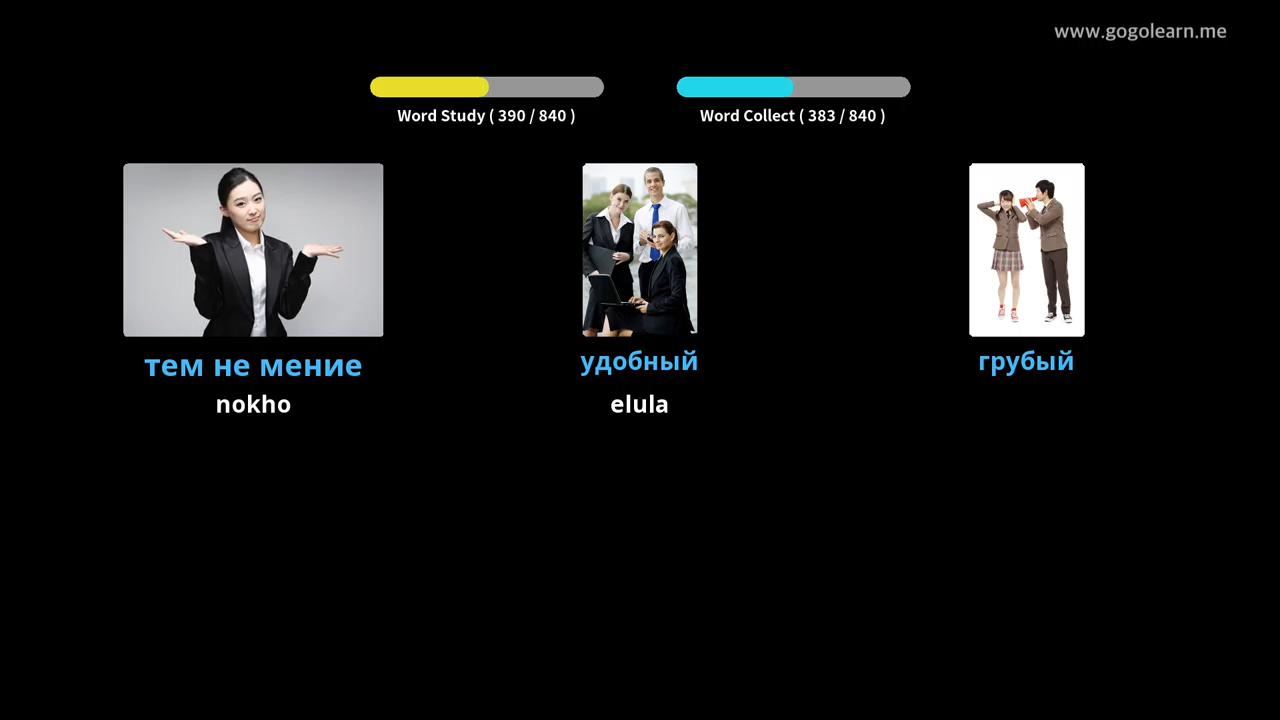 www.gogolearn.me
Word Study ( 390 / 840 )
Word Collect ( 383 / 840 )
тем не мение
удобный
грубый
nokho
elula